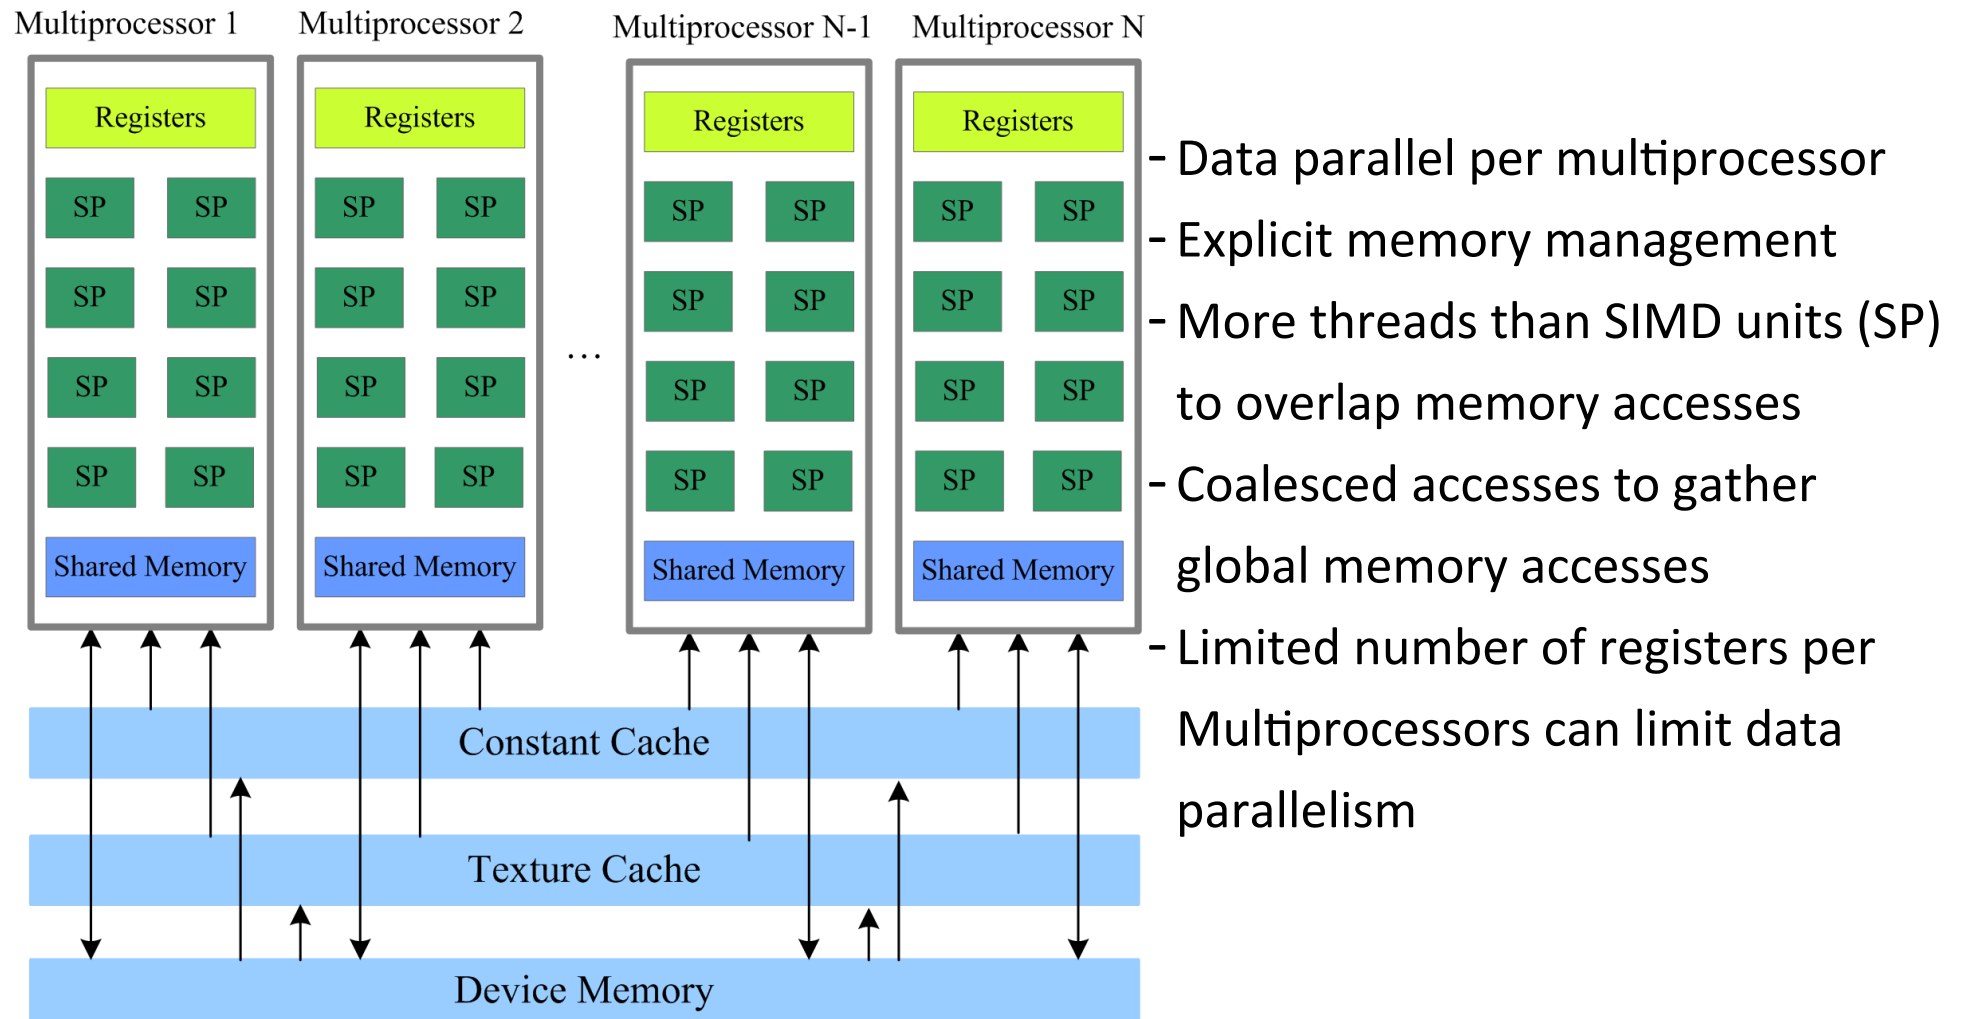 Multiprocessor 1
Multiprocessor 2
Multiprocessor N-1
Multiprocessor N
Registers
Registers
Registers
Registers
SP SP
SP SP
SP SP
SP SP
SP SP
SP SP
SP SP
SP SP
...
SP SP
SP SP
SP SP
SP SP
SP SP
SP SP
SP SP
SP SP
Shared Memory
Shared Memory
Shared Memory
Shared Memory
Constant Cache
Texture Cache
Device Memory
- Data parallel per multiprocessor
- Explicit memory management
- More threads than SIMD units (SP)
to overlap memory accesses
- Coalesced accesses to gather
global memory accesses
- Limited number of registers per
Multiprocessors can limit data
parallelism